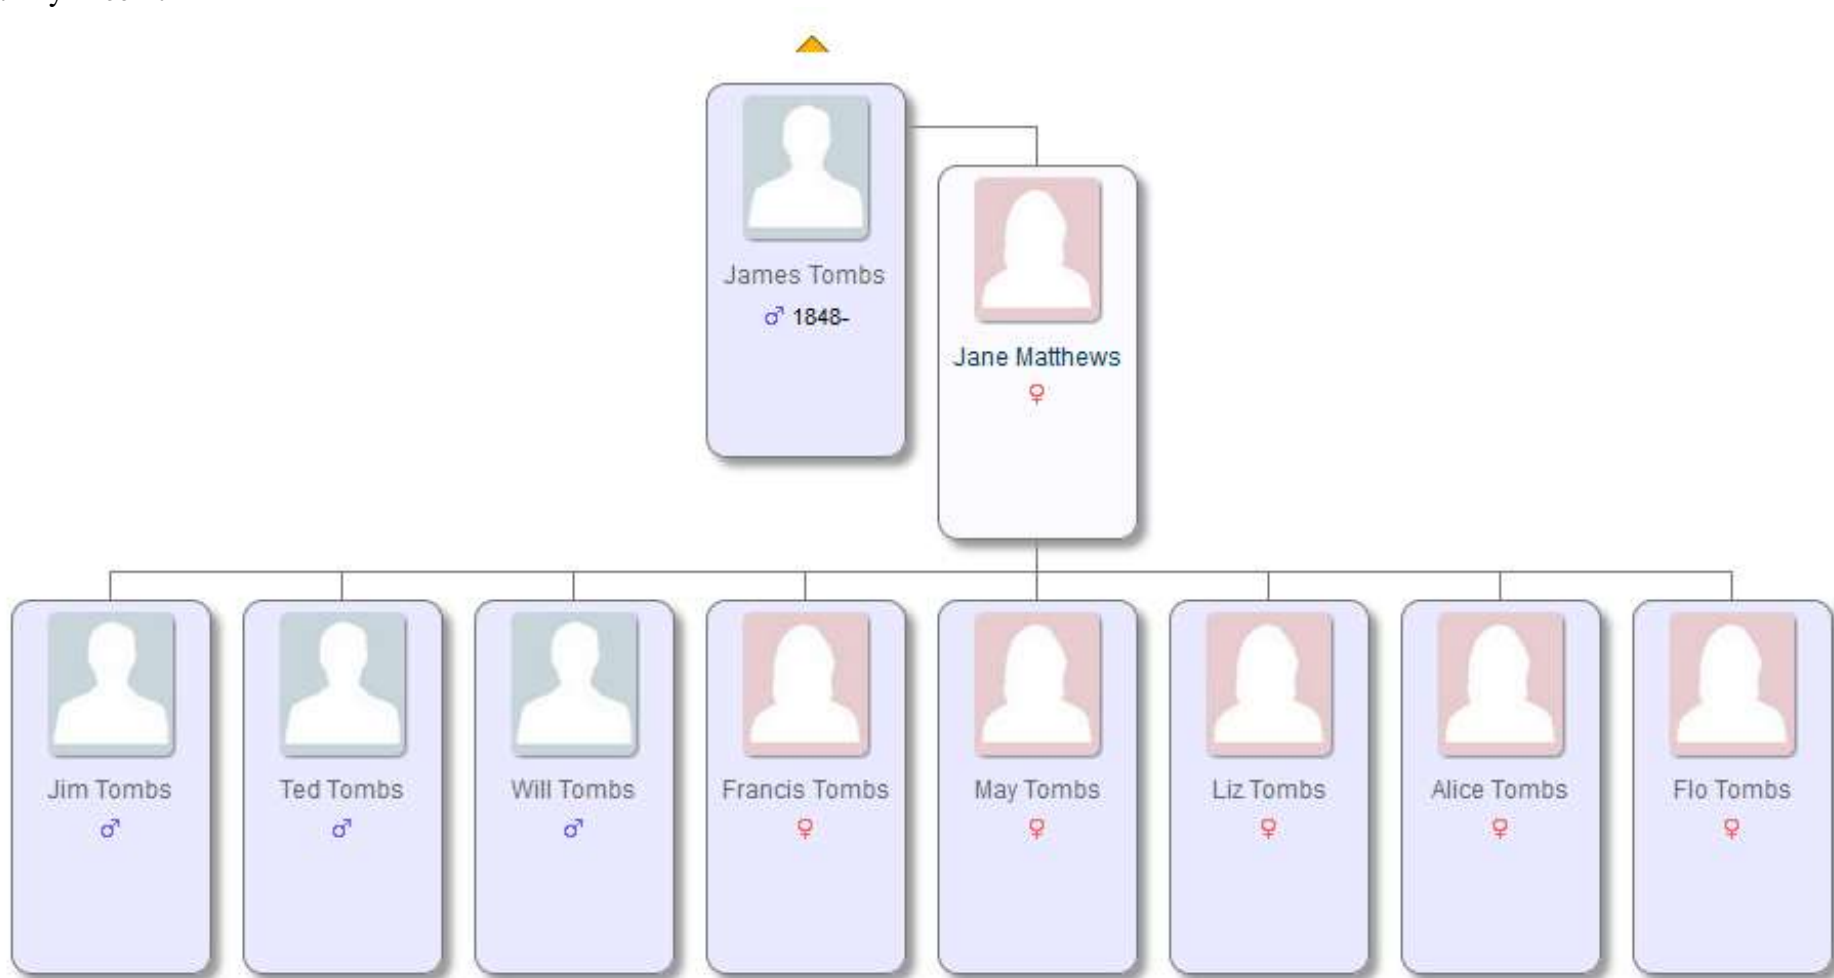 James Tombs
♂ 1848-
Jane Matthews
♀
Jim Tombs
♂
Ted Tombs
♂
Will Tombs
♂
Francis Tombs
♀
May Tombs
♀
Liz Tombs
♀
Alice Tombs
♀
Flo Tombs
♀